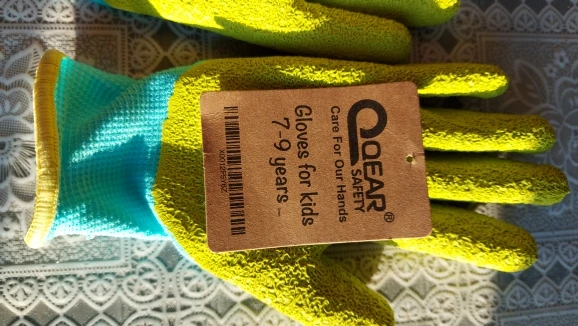 QEAR®
SAFETY
Care For Our Hands
Gloves for kids
7-9 years –